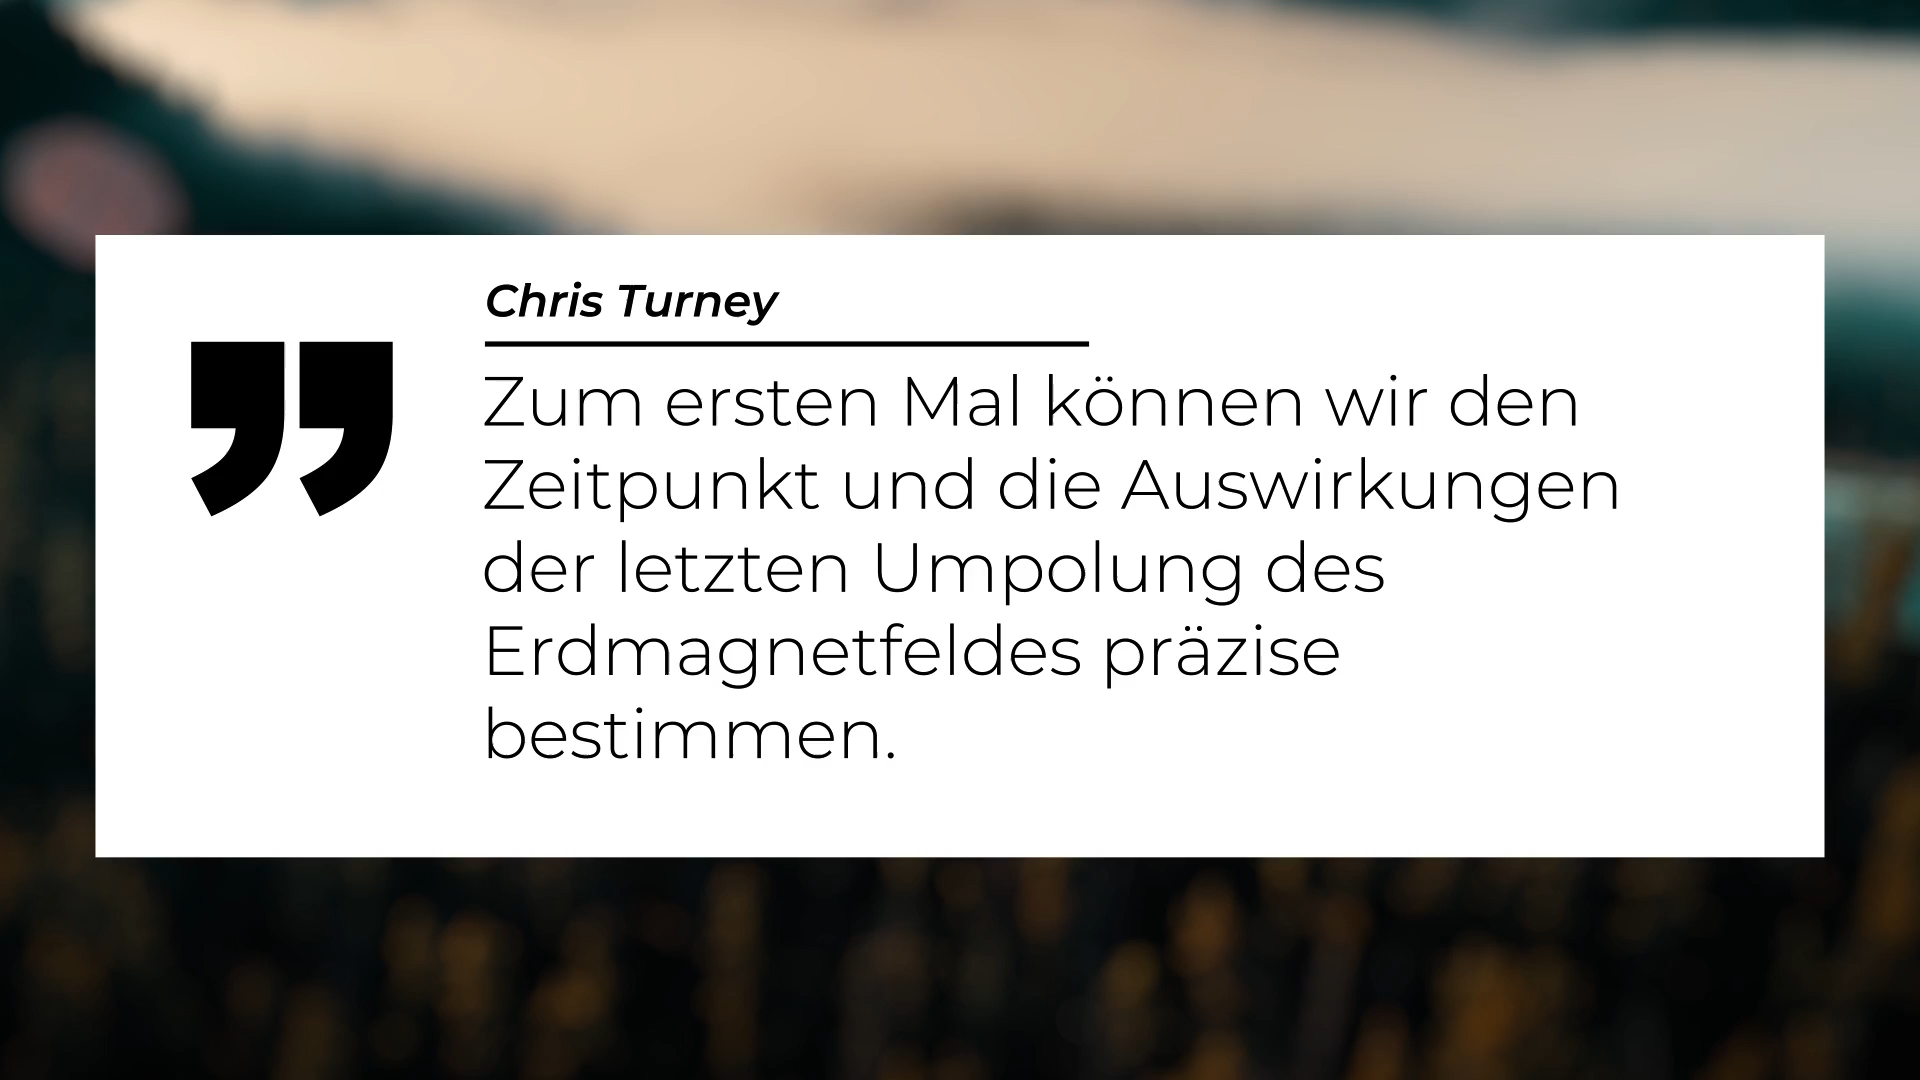 Chris Turney
Zum ersten Mal können wir den
Zeitpunkt und die Auswirkungen
der letzten Umpolung des
Erdmagnetfeldes präzise
bestimmen.